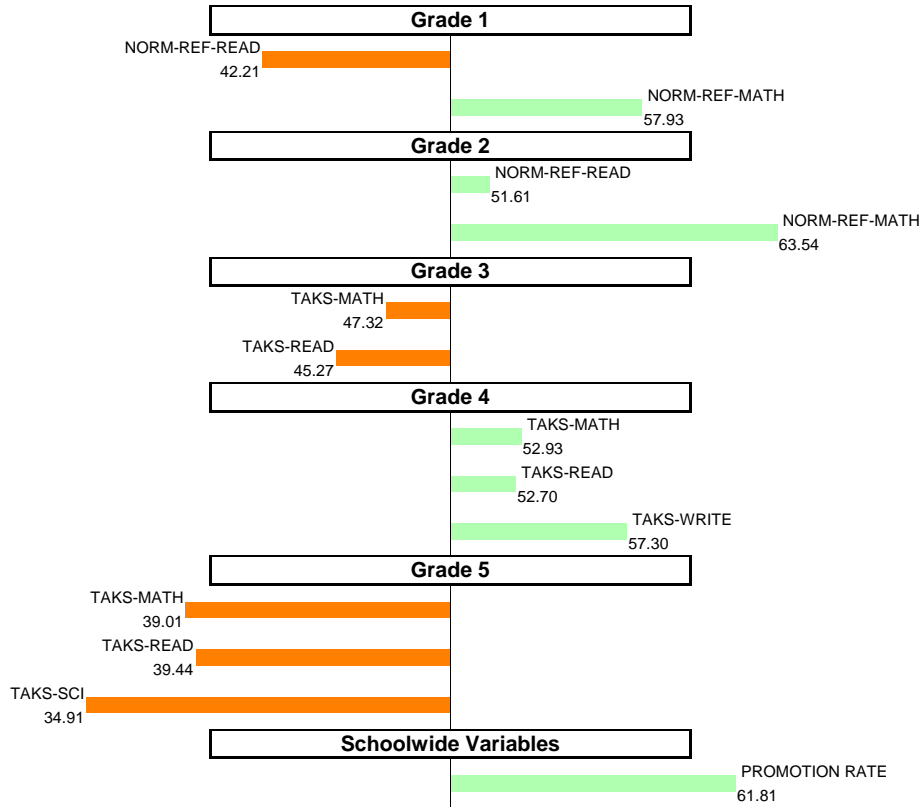 Grade 1
NORM-REF-READ
42.21
NORM-REF-MATH
57.93
Grade 2
NORM-REF-READ
51.61
NORM-REF-MATH
63.54
Grade 3
TAKS-MATH
47.32
TAKS-READ
45.27
Grade 4
TAKS-MATH
52.93
TAKS-READ
52.70
TAKS-WRITE
57.30
Grade 5
TAKS-MATH
39.01
TAKS-READ
39.44
TAKS-SCI
34.91
Schoolwide Variables
PROMOTION RATE
61.81